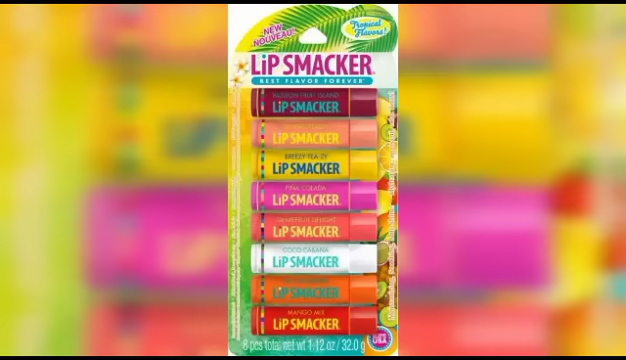 NEW
NOUVEAU!
Tropical
Flavors!
LiP SMACKER
BEST FLAVOR FOREVER
PASSION FRUIT ISLAND
LiP SMACKER
LiP SMACKER
BREEZY-TEA-ZY
LiP SMACKER
PIÑA COLADA
LiP SMACKER
GRAPEFRUIT DELIGHT
LiP SMACKER
COCO CABANA
LiP SMACKER
LiP SMACKER
MANGO MIX
LiP SMACKER
8 pcs total net wt 1.12 oz / 32.0 g
USA